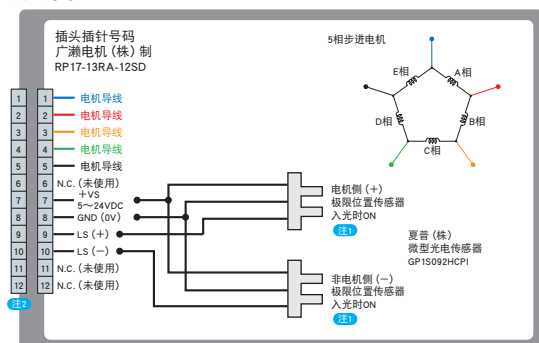 插头插针号码
广濑电机（株）制
RP17-13RA-12SD
5相步进电机
E相
A相
D相
B相
C相
1 1 电机导线
2 2 电机导线
3 3 电机导线
4 4 电机导线
5 5 电机导线
6 6 N.C.（未使用）
7 7 ＋VS
5～24VDC
8 8 GND（0V）
9 9 LS（+）
10 10 LS（−）
11 11 N.C.（未使用）
12 12 N.C.（未使用）
注2
电机侧（+）
极限位置传感器
入光时ON
注1
非电机侧（−）
极限位置传感器
入光时ON
注1
夏普（株）
微型光电传感器
GP1S092HCPI